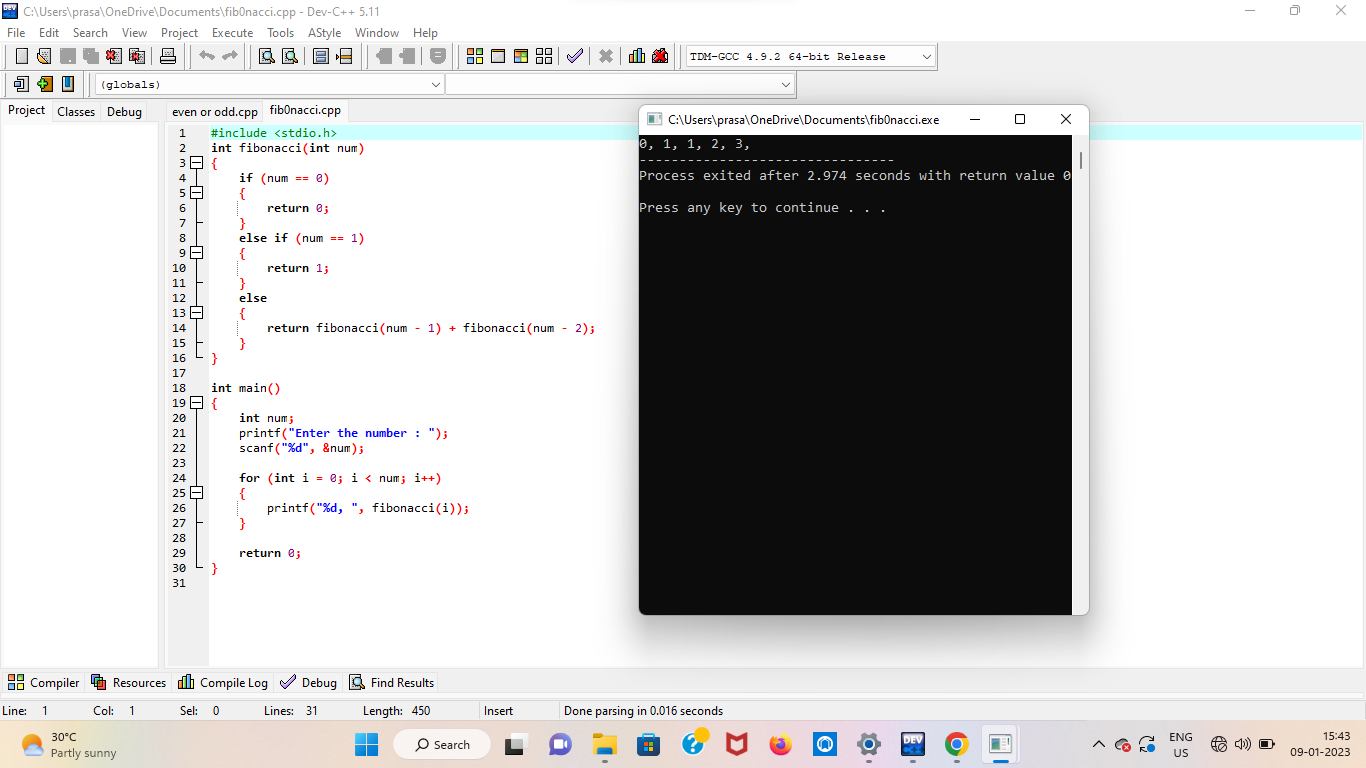 C:\Users\prasa\OneDrive\Documents\fib0nacci.cpp - Dev-C++ 5.11
File Edit Search View Project Execute Tools AStyle Window Help
TDM-GCC 4.9.2 64-bit Release
(globals)
Project Classes Debug
even or odd.cpp fib0nacci.cpp
1 #include <stdio.h>
2 int fibonacci(int num)
3 {
4 if (num == 0)
5 {
6 return 0;
7 }
8 else if (num == 1)
9 {
10 return 1;
11 }
12 else
13 {
14 return fibonacci(num - 1) + fibonacci(num - 2);
15 }
16 }
17
18 int main()
19 {
20 int num;
21 printf("Enter the number : ");
22 scanf("%d", &num);
23
24 for (int i = 0; i < num; i++)
25 {
26 printf("%d, ", fibonacci(i));
27 }
28
29 return 0;
30 }
31
C:\Users\prasa\OneDrive\Documents\fib0nacci.exe
0, 1, 1, 2, 3,
--------------------------------
Process exited after 2.974 seconds with return value 0
Press any key to continue . . .
Compiler Resources Compile Log Debug Find Results
Line: 1 Col: 1 Sel: 0 Lines: 31 Length: 450 Insert Done parsing in 0.016 seconds
30°C
Partly sunny
Search
DEV
ENG
US
15:43
09-01-2023